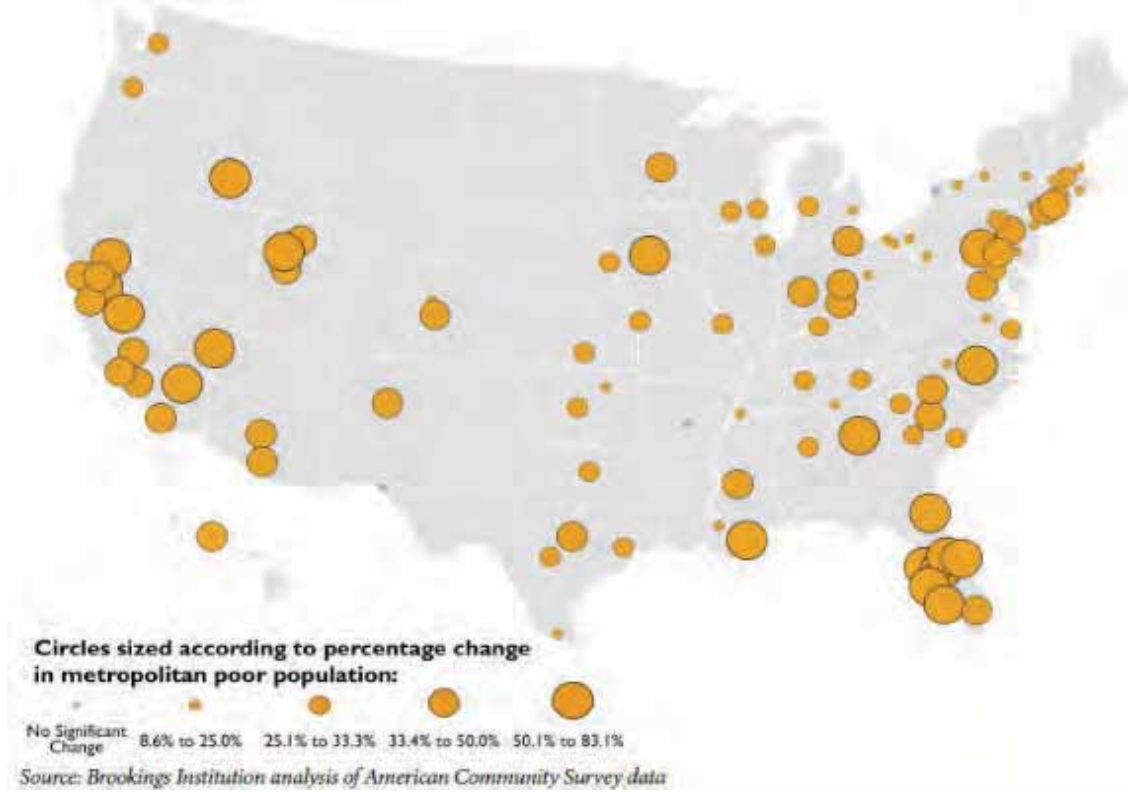 Circles sized according to percentage change
in metropolitan poor population:
No Significant
Change
8.6% to 25.0% 25.1% to 33.3% 33.4% to 50.0% 50.1% to 83.1%
Source: Brookings Institution analysis of American Community Survey data